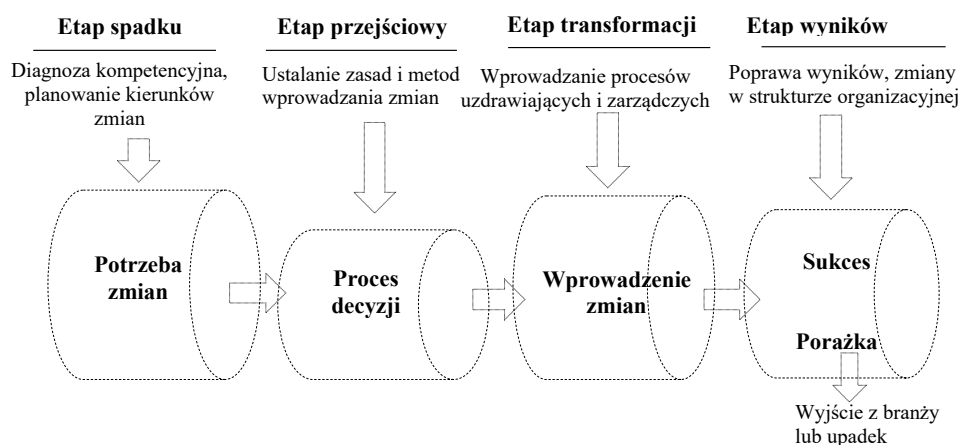 Etap spadku
Diagnoza kompetencyjna,
planowanie kierunków
zmian
Potrzeba
zmian
Etap przejściowy
Ustalanie zasad i metod
wprowadzania zmian
Proces
decyzji
Etap transformacji
Wprowadzanie procesów
uzdrawiających i zarządczych
Wprowadzenie
zmian
Etap wyników
Poprawa wyników, zmiany
w strukturze organizacyjnej
Sukces
Porażka
Wyjście z branży
lub upadek